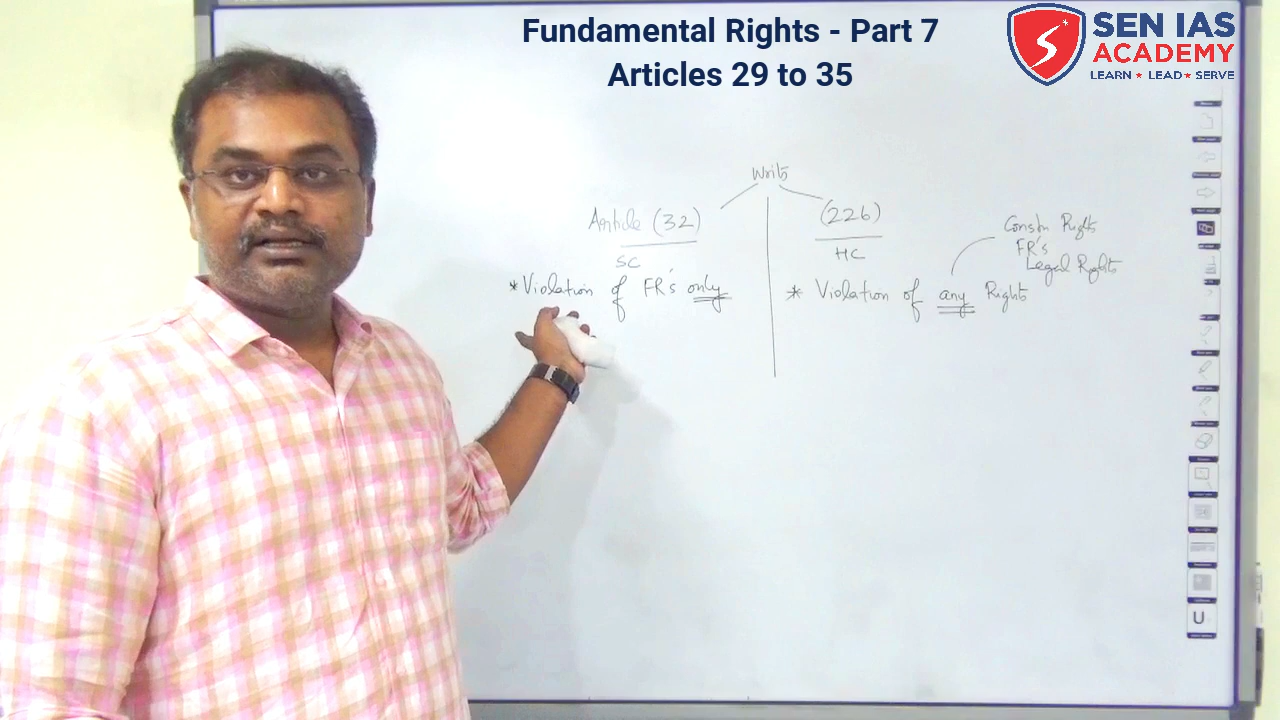 Fundamental Rights - Part 7
Articles 29 to 35
SEN IAS
ACADEMY
LEARN ★ LEAD ★ SERVE
Writs
Article (32)
SC
* Violation of FR's only
(226)
HC
* Violation of any Rights
Constn Rights
FR's
Legal Rights
U